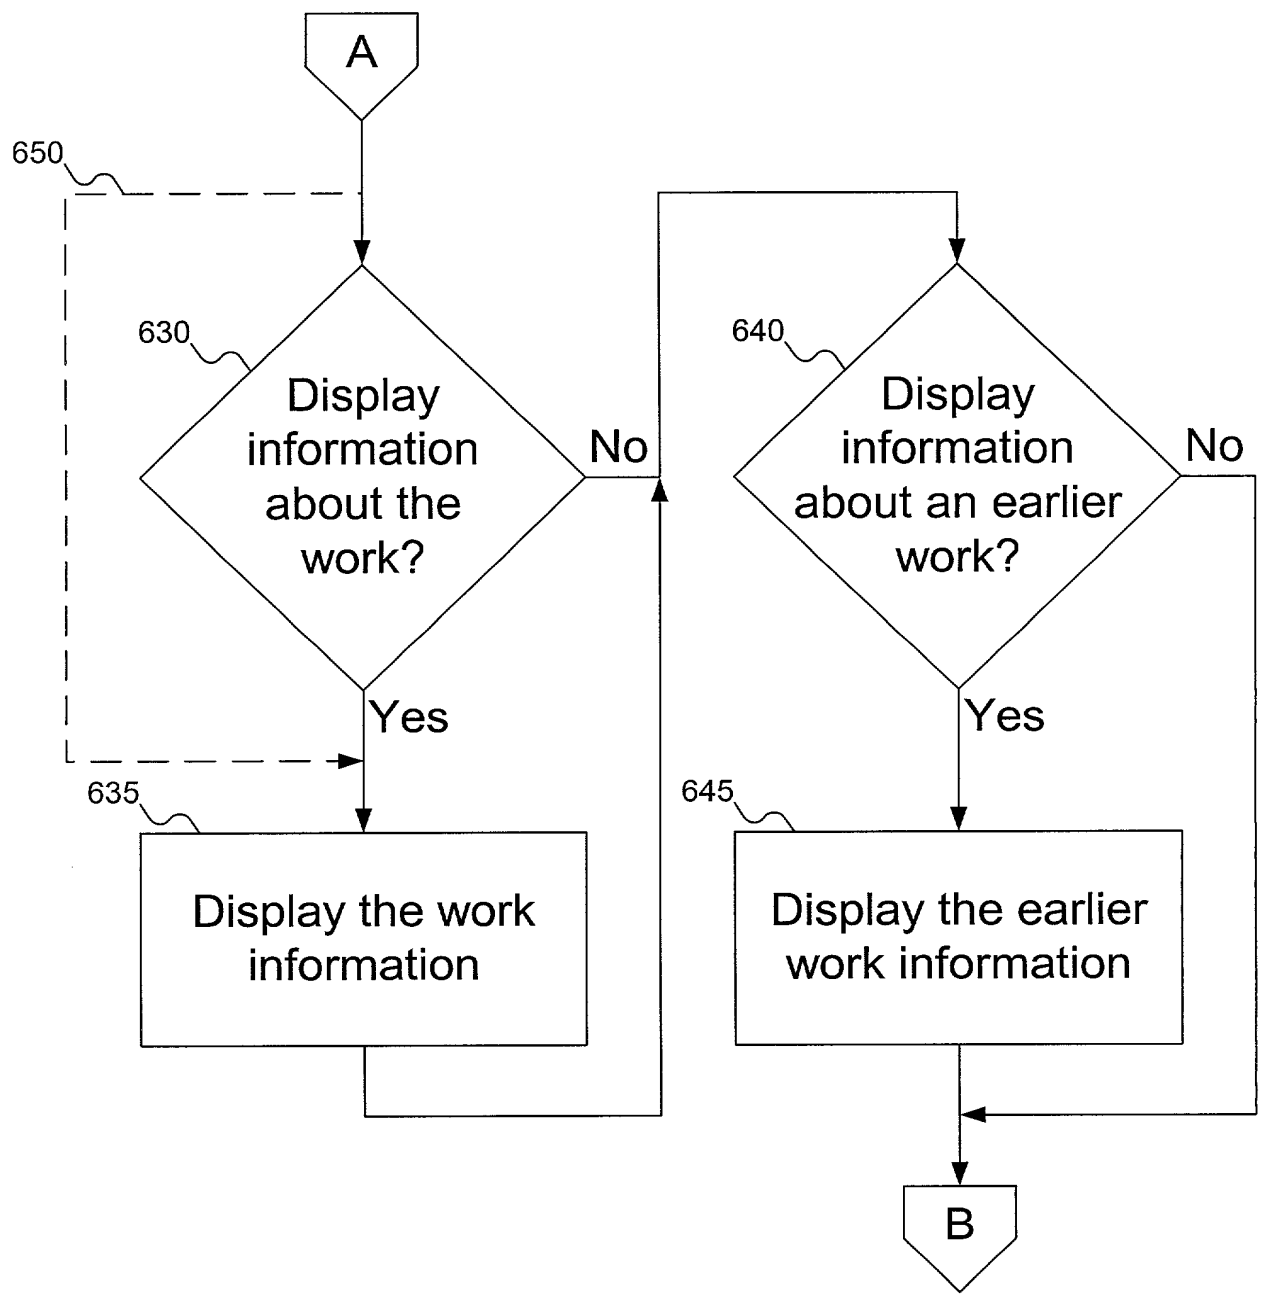 A
650
630
Display
information
about the
work?
No
Yes
635
Display the work
information
640
Display
information
about an earlier
work?
No
Yes
645
Display the earlier
work information
B